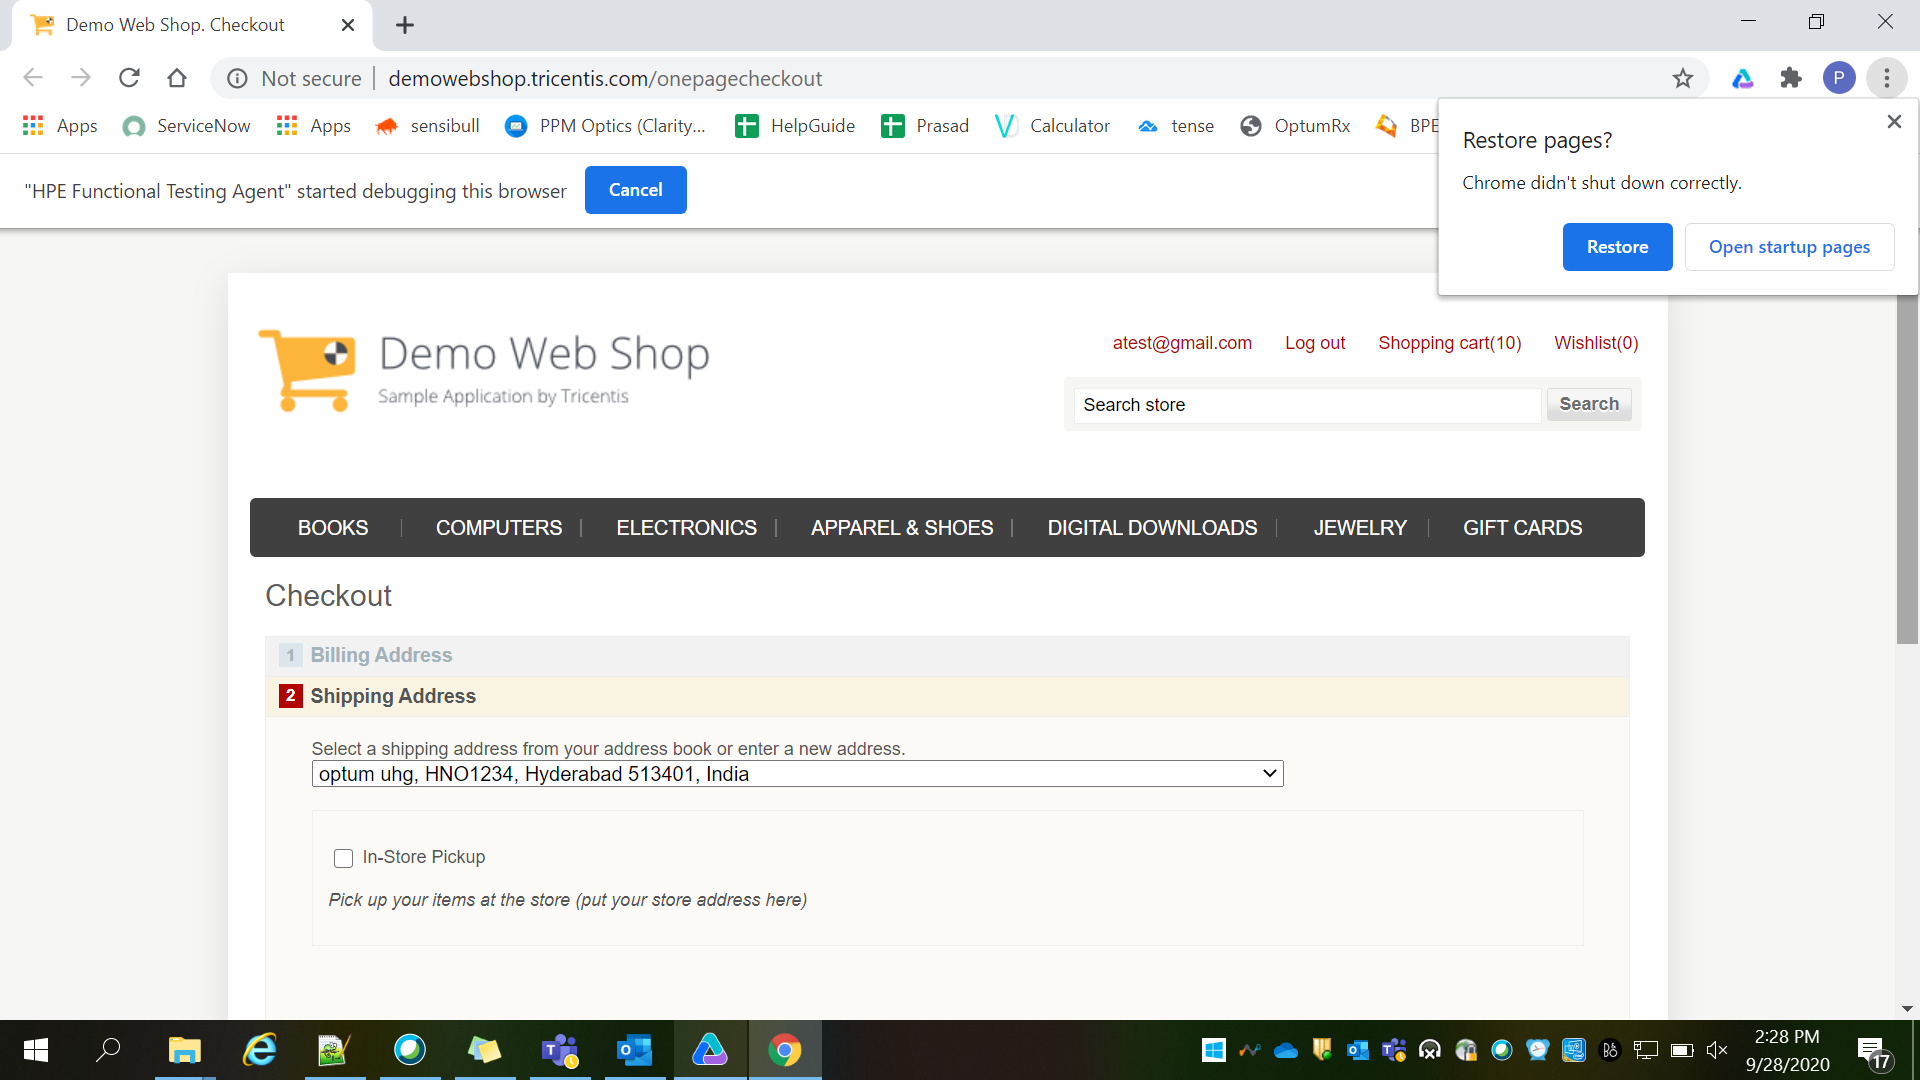 Demo Web Shop. Checkout
Not secure
demowebshop.tricentis.com/onepagecheckout
P
Apps
ServiceNow
Apps
sensibull
PPM Optics (Clarity...
HelpGuide
Prasad
Calculator
tense
OptumRx
BPE
"HPE Functional Testing Agent" started debugging this browser
Cancel
Restore pages?
Chrome didn't shut down correctly.
Restore
Open startup pages
Demo Web Shop
Sample Application by Tricentis
atest@gmail.com
Log out
Shopping cart(10)
Wishlist(0)
Search store
Search
BOOKS
COMPUTERS
ELECTRONICS
APPAREL & SHOES
DIGITAL DOWNLOADS
JEWELRY
GIFT CARDS
Checkout
1 Billing Address
2 Shipping Address
Select a shipping address from your address book or enter a new address.
optum uhg, HNO1234, Hyderabad 513401, India
In-Store Pickup
Pick up your items at the store (put your store address here)
2:28 PM
9/28/2020
17